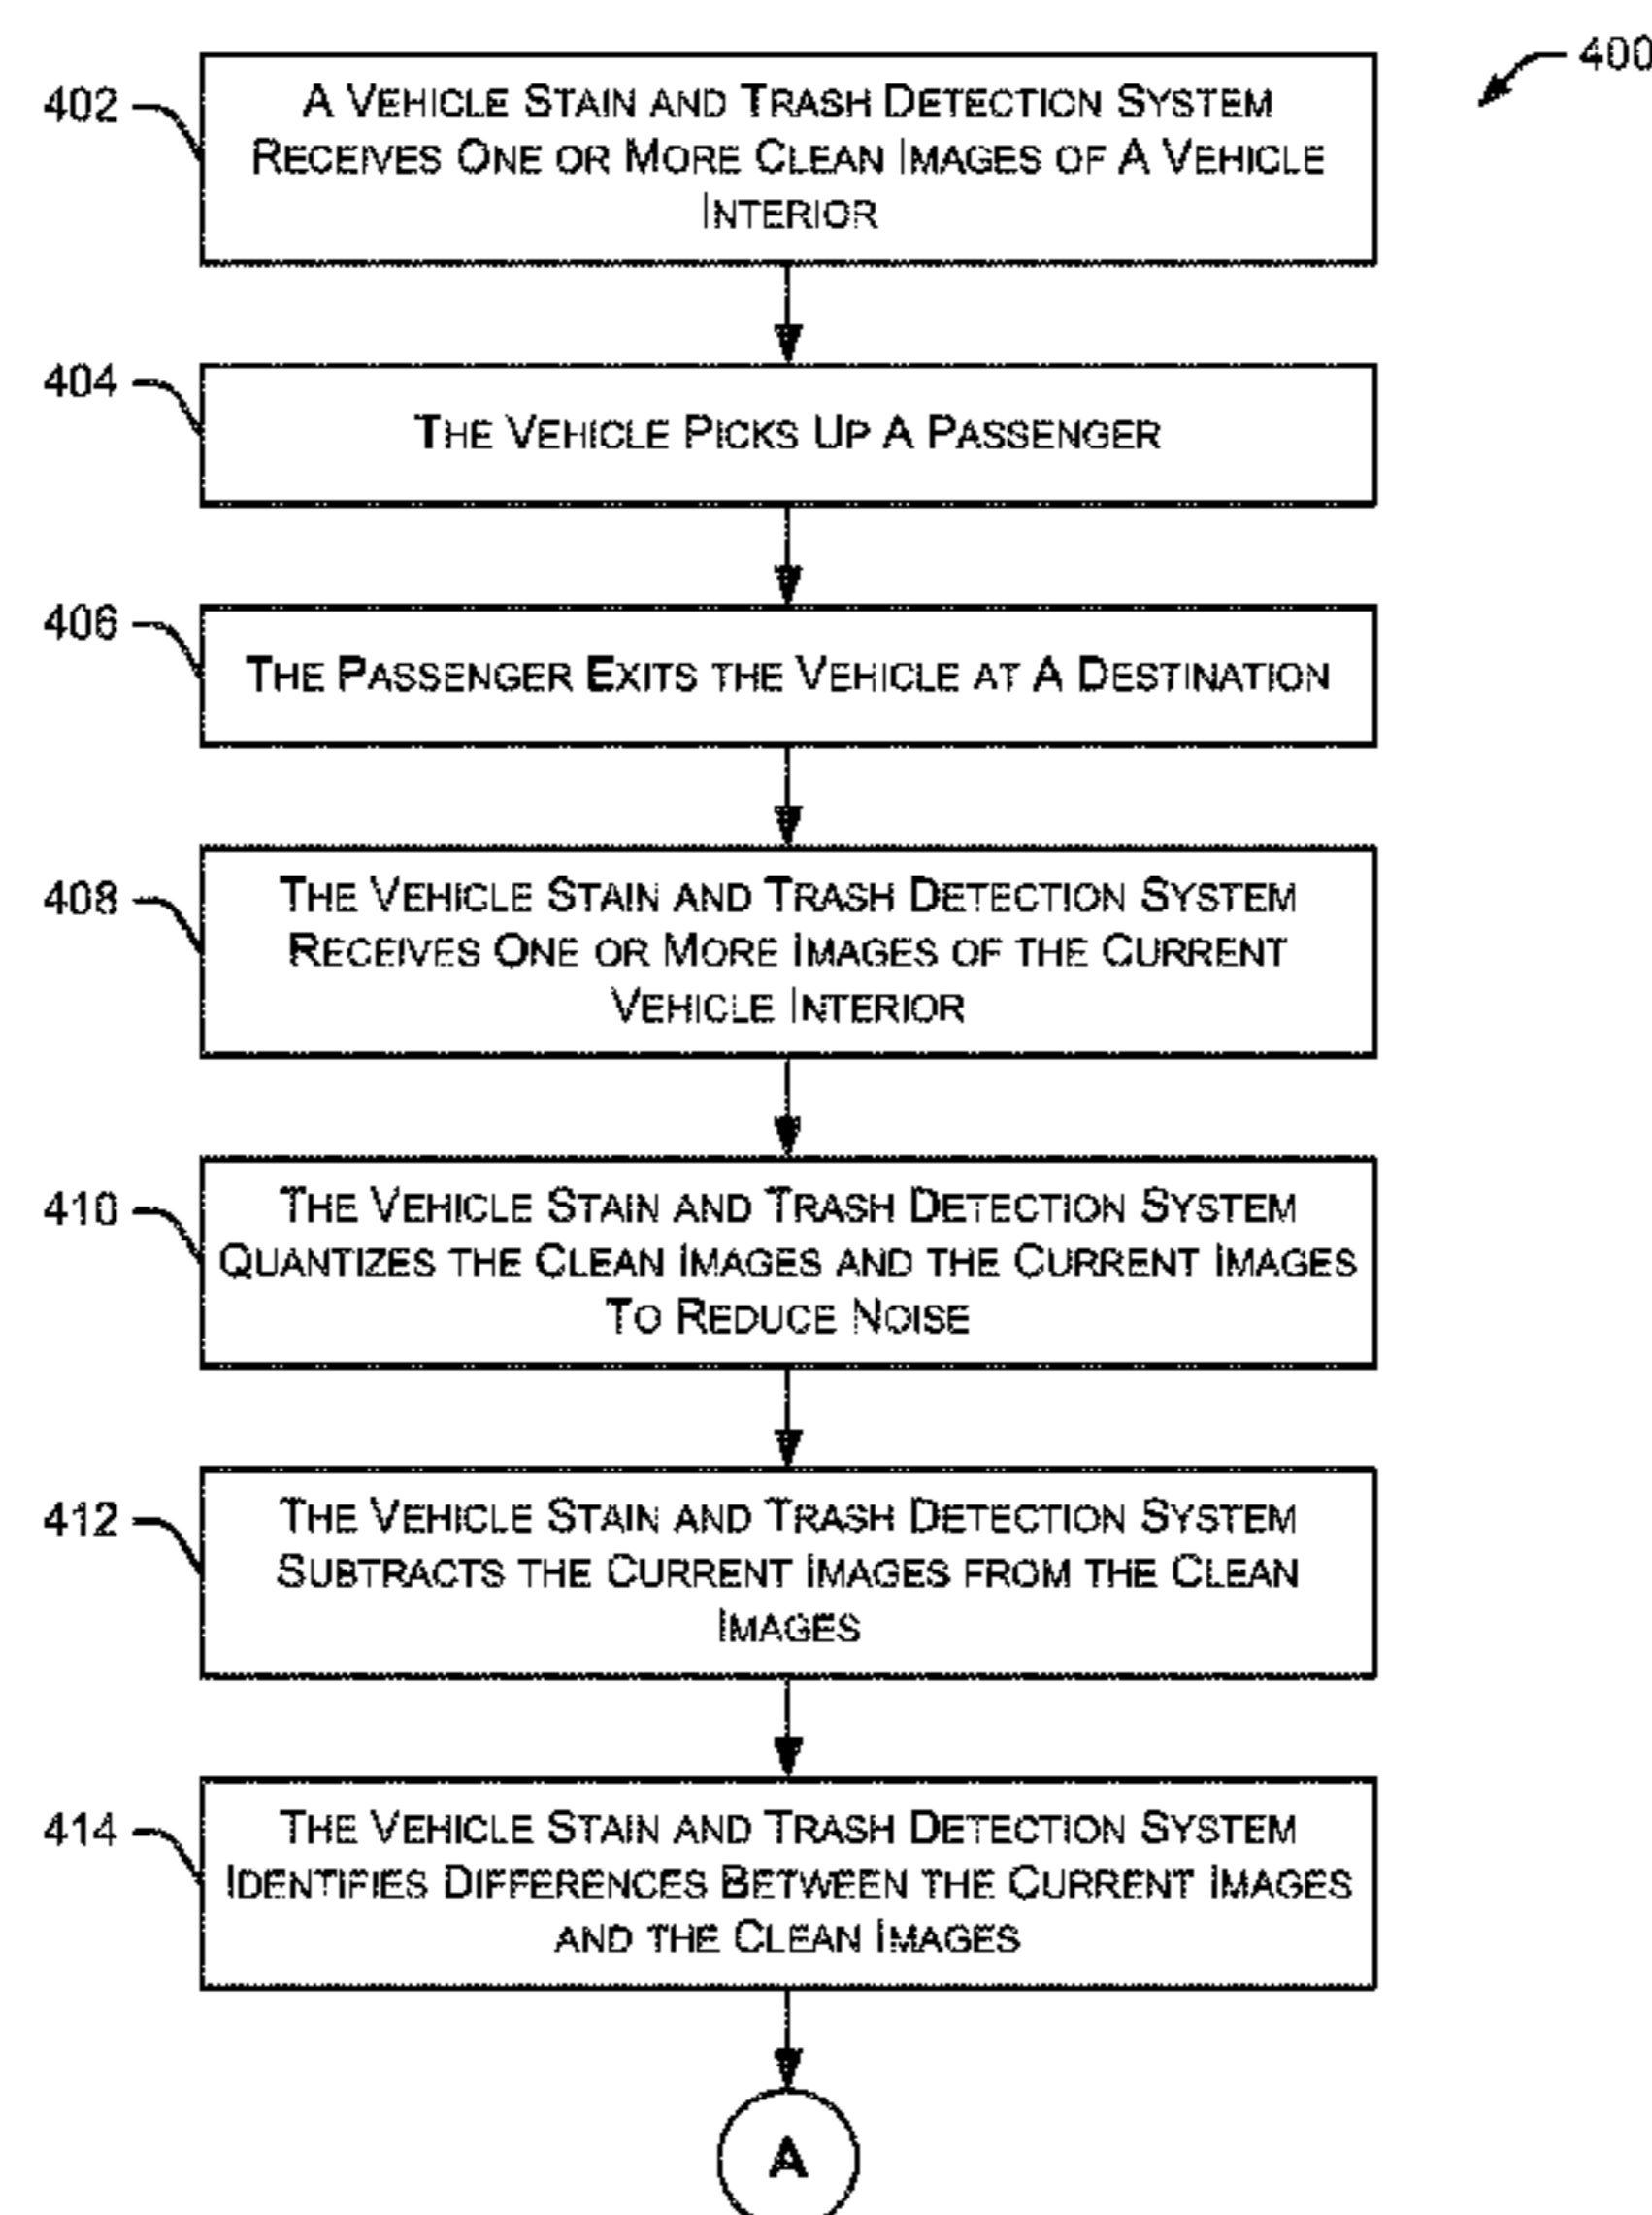 400
402
A VEHICLE STAIN AND TRASH DETECTION SYSTEM
RECEIVES ONE OR MORE CLEAN IMAGES OF A VEHICLE
INTERIOR
404
THE VEHICLE PICKS UP A PASSENGER
406
THE PASSENGER EXITS THE VEHICLE AT A DESTINATION
408
THE VEHICLE STAIN AND TRASH DETECTION SYSTEM
RECEIVES ONE OR MORE IMAGES OF THE CURRENT
VEHICLE INTERIOR
410
THE VEHICLE STAIN AND TRASH DETECTION SYSTEM
QUANTIZES THE CLEAN IMAGES AND THE CURRENT IMAGES
TO REDUCE NOISE
412
THE VEHICLE STAIN AND TRASH DETECTION SYSTEM
SUBTRACTS THE CURRENT IMAGES FROM THE CLEAN
IMAGES
414
THE VEHICLE STAIN AND TRASH DETECTION SYSTEM
IDENTIFIES DIFFERENCES BETWEEN THE CURRENT IMAGES
AND THE CLEAN IMAGES
A